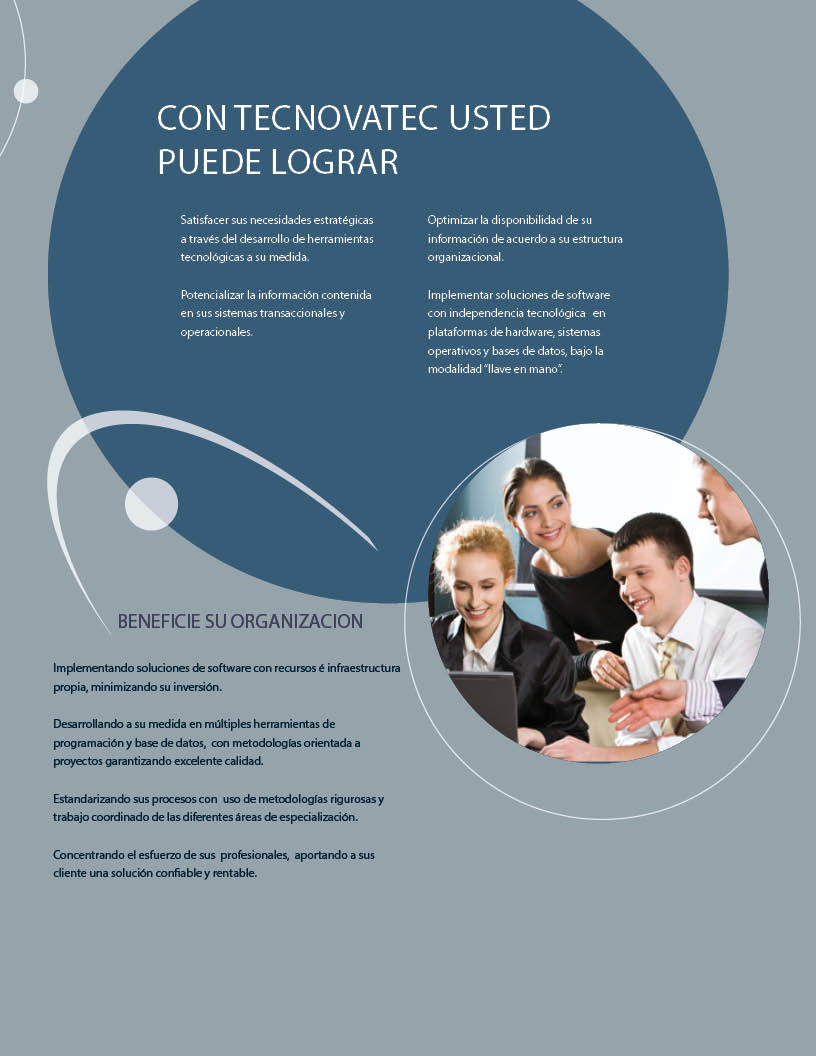 CON TECNOVATEC USTED
PUEDE LOGRAR
Satisfacer sus necesidades estratégicas
a través del desarrollo de herramientas
tecnológicas a su medida.
Potencializar la información contenida
en sus sistemas transaccionales y
operacionales.
Optimizar la disponibilidad de su
información de acuerdo a su estructura
organizacional.
Implementar soluciones de software
con independencia tecnológica en
plataformas de hardware, sistemas
operativos y bases de datos, bajo la
modalidad “llave en mano”.
BENEFICIE SU ORGANIZACION
Implementando soluciones de software con recursos é infraestructura
propia, minimizando su inversión.
Desarrollando a su medida en múltiples herramientas de
programación y base de datos, con metodologías orientada a
proyectos garantizando excelente calidad.
Estandarizando sus procesos con uso de metodologías rigurosas y
trabajo coordinado de las diferentes áreas de especialización.
Concentrando el esfuerzo de sus profesionales, aportando a sus
cliente una solución confiable y rentable.